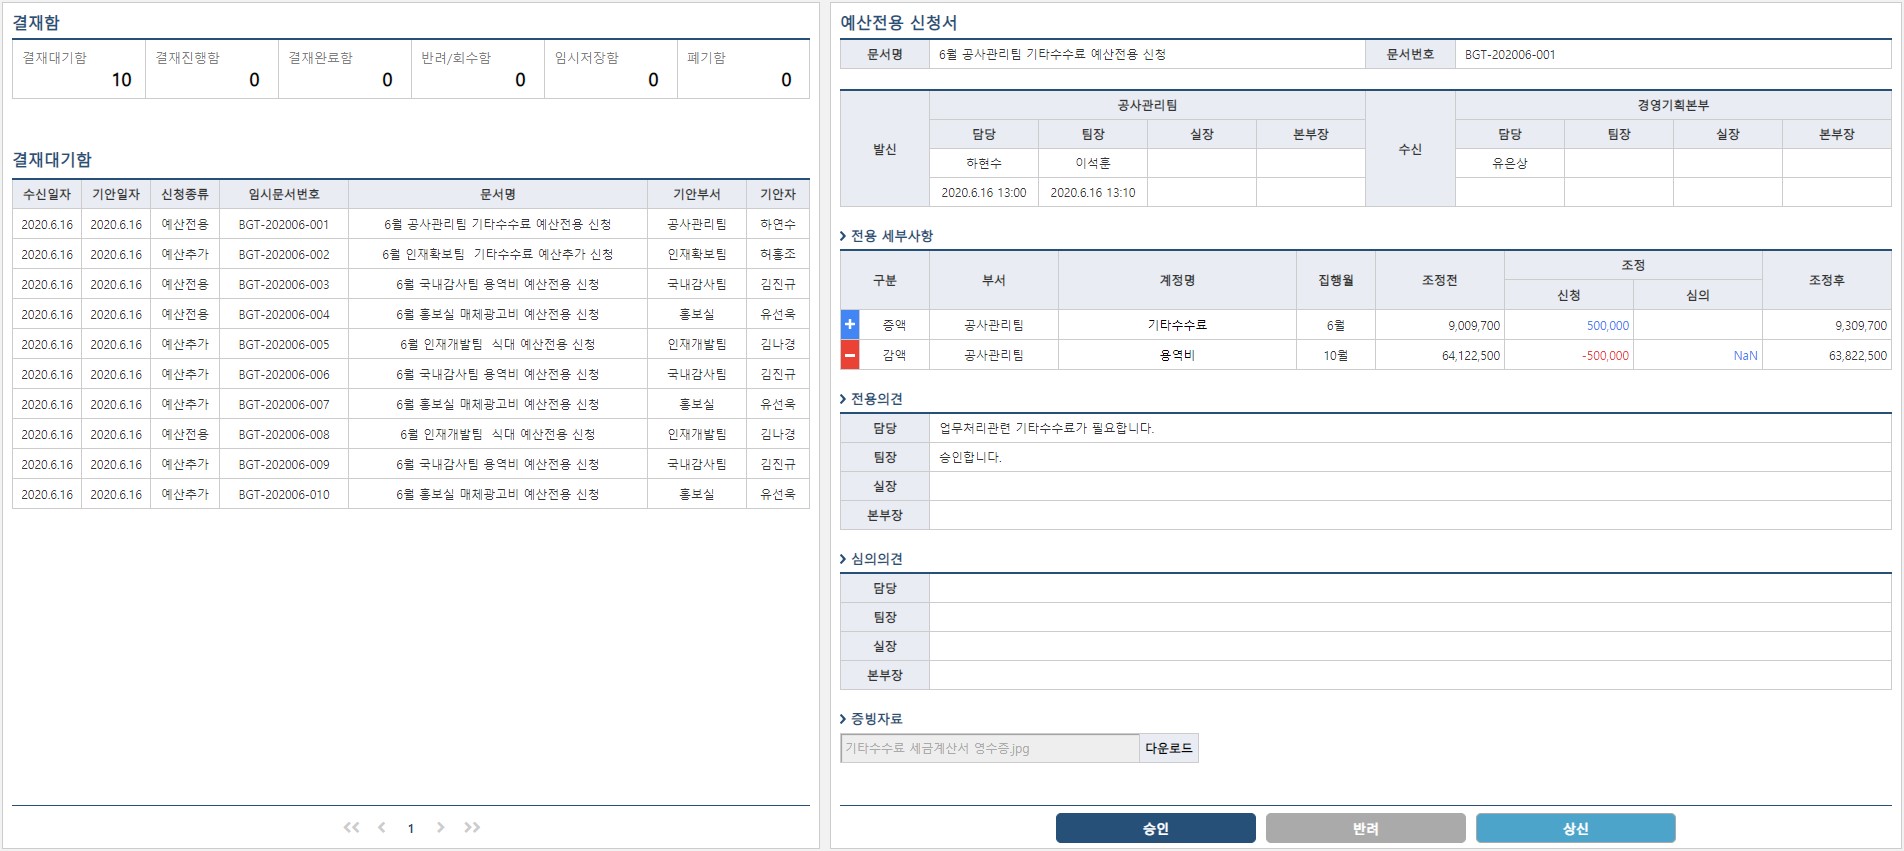 결재함
결재대기함 결재진행함 결재완료함 반려/회수함 임시저장함 폐기함
10 0 0 0 0 0
결재대기함
수신일자 기안일자 신청종류 임시문서번호 문서명 기안부서 기안자
2020.6.16 2020.6.16 예산전용 BGT-202006-001 6월 공사관리팀 기타수수료 예산전용 신청 공사관리팀 하연수
2020.6.16 2020.6.16 예산추가 BGT-202006-002 6월 인재확보팀 기타수수료 예산추가 신청 인재확보팀 허홍조
2020.6.16 2020.6.16 예산전용 BGT-202006-003 6월 국내감사팀 용역비 예산전용 신청 국내감사팀 김진규
2020.6.16 2020.6.16 예산전용 BGT-202006-004 6월 홍보실 매체광고비 예산전용 신청 홍보실 유선욱
2020.6.16 2020.6.16 예산추가 BGT-202006-005 6월 인재개발팀 식대 예산전용 신청 인재개발팀 김나경
2020.6.16 2020.6.16 예산추가 BGT-202006-006 6월 국내감사팀 용역비 예산전용 신청 국내감사팀 김진규
2020.6.16 2020.6.16 예산추가 BGT-202006-007 6월 홍보실 매체광고비 예산전용 신청 홍보실 유선욱
2020.6.16 2020.6.16 예산전용 BGT-202006-008 6월 인재개발팀 식대 예산전용 신청 인재개발팀 김나경
2020.6.16 2020.6.16 예산추가 BGT-202006-009 6월 국내감사팀 용역비 예산전용 신청 국내감사팀 김진규
2020.6.16 2020.6.16 예산추가 BGT-202006-010 6월 홍보실 매체광고비 예산전용 신청 홍보실 유선욱
1
예산전용 신청서
문서명 6월 공사관리팀 기타수수료 예산전용 신청 문서번호 BGT-202006-001
발신 공사관리팀 수신 경영기획본부
담당 팀장 실장 본부장 담당 팀장 실장 본부장
하현수 이석훈 유은상
2020.6.16 13:00 2020.6.16 13:10
전용 세부사항
구분 부서 계정명 집행월 조정전 조정 조정후
신청 심의
증액 공사관리팀 기타수수료 6월 9,009,700 500,000 9,309,700
감액 공사관리팀 용역비 10월 64,122,500 -500,000 NaN 63,822,500
전용의견
담당 업무처리관련 기타수수료가 필요합니다.
팀장 승인합니다.
실장
본부장
심의의견
담당
팀장
실장
본부장
증빙자료
기타수수료 세금계산서 영수증.jpg 다운로드
승인 반려 상신